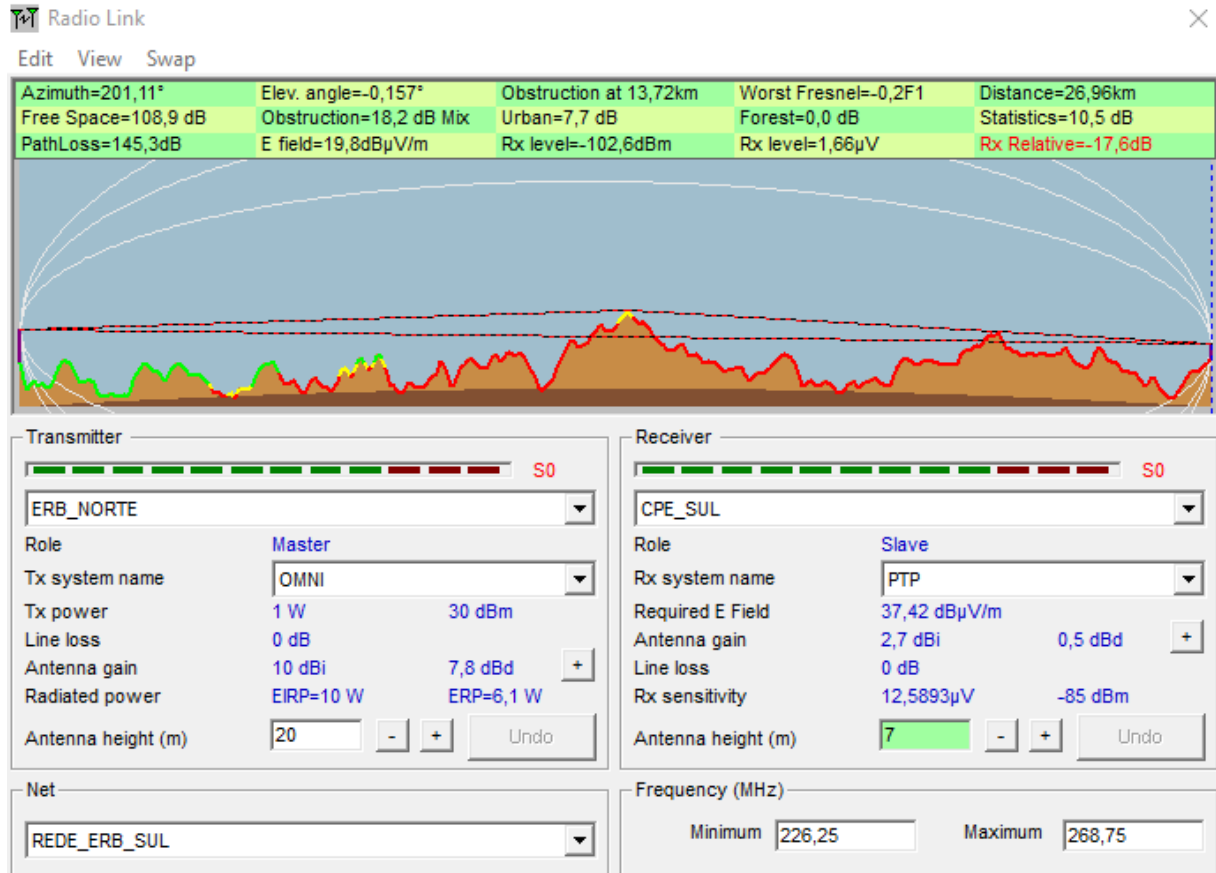 Radio Link
Edit View Swap
Azimuth=201,11° Elev. angle=-0,157° Obstruction at 13,72km Worst Fresnel=-0,2F1 Distance=26,96km
Free Space=108,9 dB Obstruction=18,2 dB Mix Urban=7,7 dB Forest=0,0 dB Statistics=10,5 dB
PathLoss=145,3dB E field=19,8dBµV/m Rx level=-102,6dBm Rx level=1,66µV Rx Relative=-17,6dB
Transmitter
S0
ERB_NORTE
Role Master
Tx system name OMNI
Tx power 1 W 30 dBm
Line loss 0 dB
Antenna gain 10 dBi 7,8 dBd +
Radiated power EIRP=10 W ERP=6,1 W
Antenna height (m) 20 - + Undo
Receiver
S0
CPE_SUL
Role Slave
Rx system name PTP
Required E Field 37,42 dBµV/m
Antenna gain 2,7 dBi 0,5 dBd +
Line loss 0 dB
Rx sensitivity 12,5893µV -85 dBm
Antenna height (m) 7 - + Undo
Net
REDE_ERB_SUL
Frequency (MHz)
Minimum 226,25 Maximum 268,75